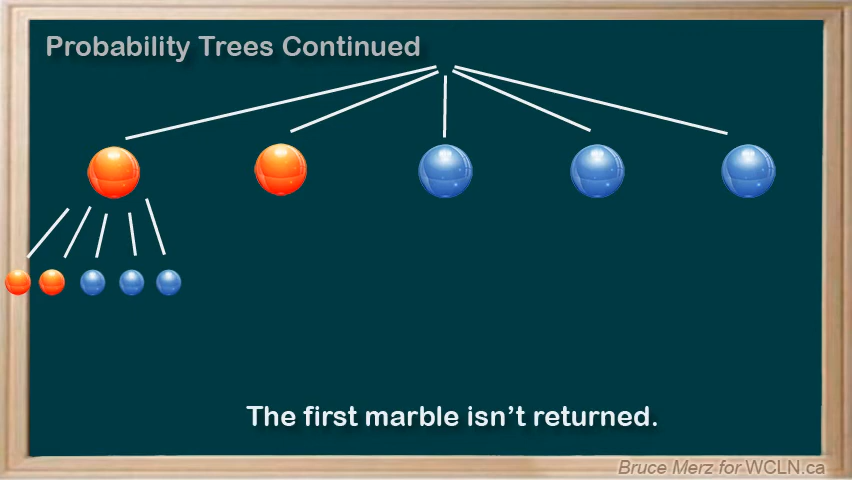 Probability Trees Continued
The first marble isn't returned.
Bruce Merz for WCLN.ca